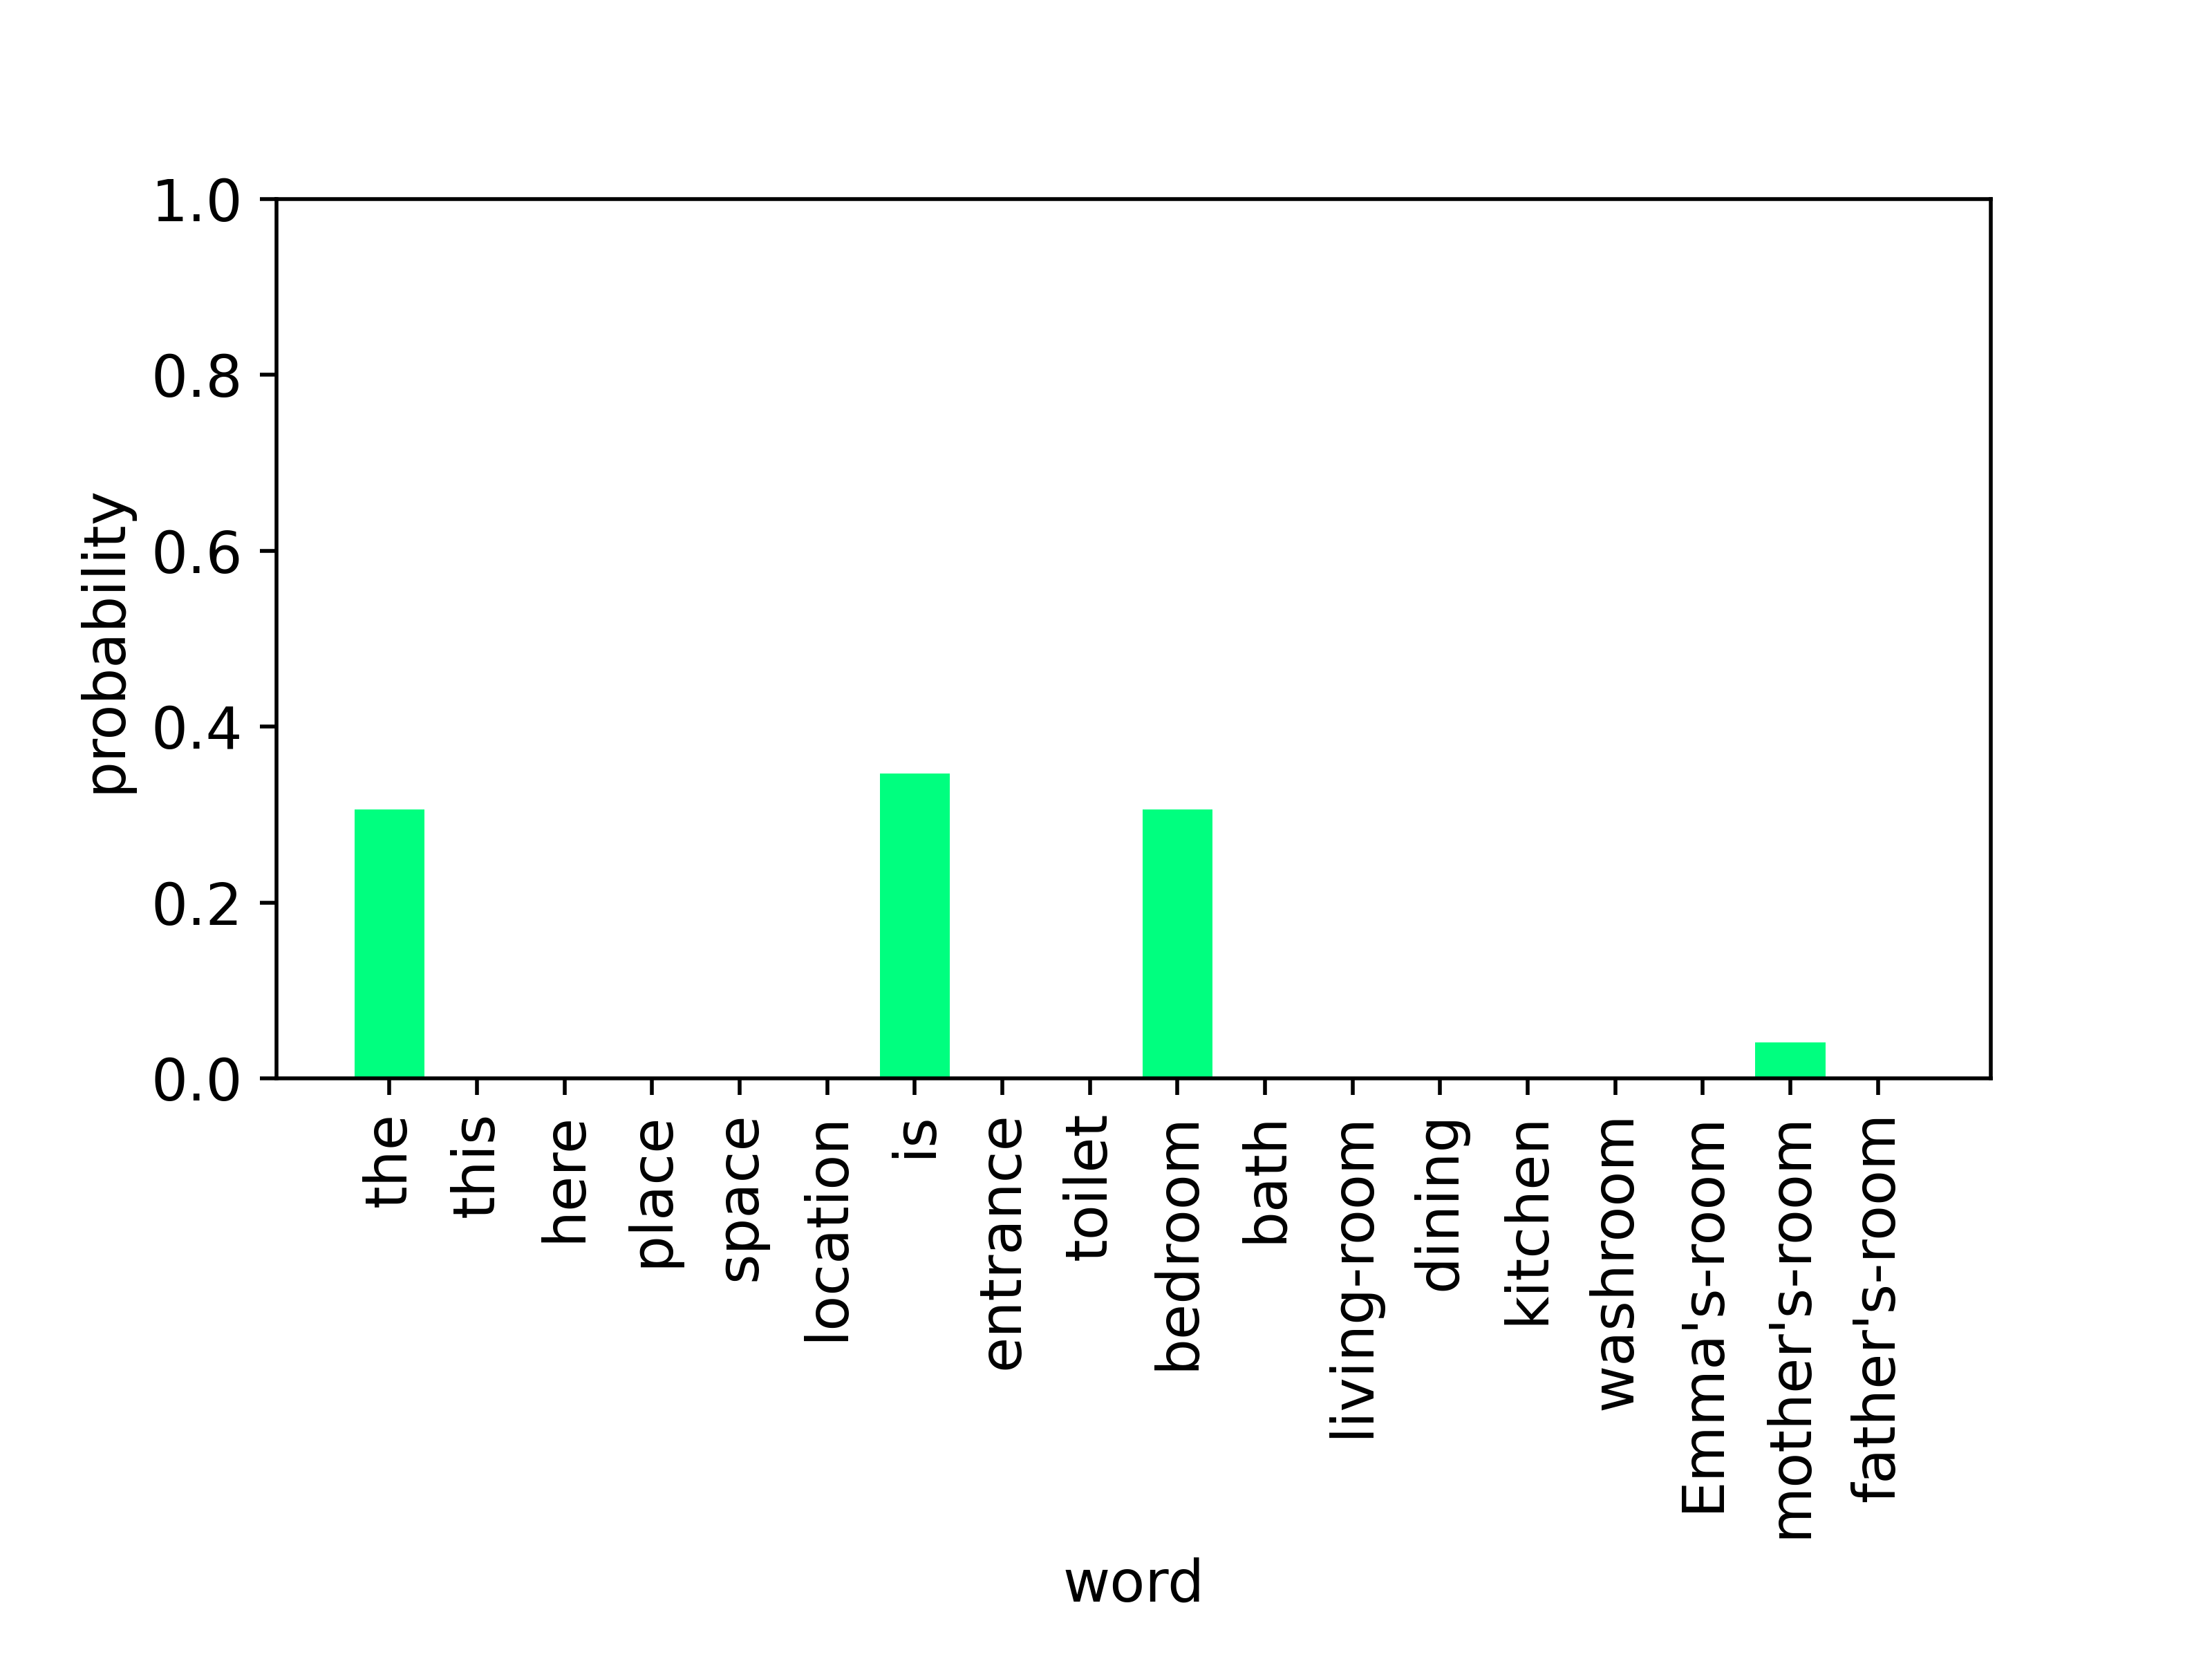 1.0
0.8
0.6
0.4
0.2
0.0
probability
the
this
here
place
space
location
is
entrance
toilet
bedroom
bath
living-room
dining
kitchen
washroom
Emma's-room
mother's-room
father's-room
word